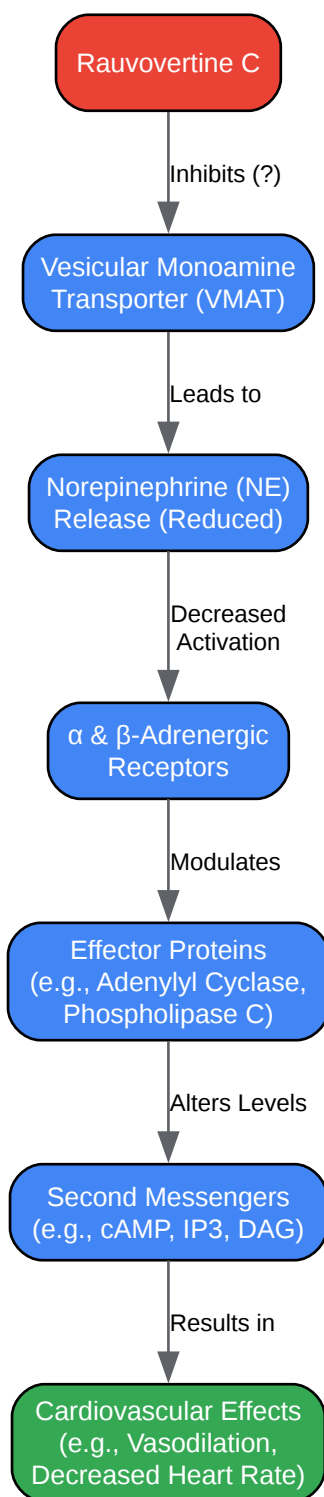 Rauvovertine C
Inhibits (?)
Vesicular Monoamine
Transporter (VMAT)
Leads to
Norepinephrine (NE)
Release (Reduced)
Decreased
Activation
α & β-Adrenergic
Receptors
Modulates
Effector Proteins
(e.g., Adenylyl Cyclase,
Phospholipase C)
Alters Levels
Second Messengers
(e.g., cAMP, IP3, DAG)
Results in
Cardiovascular Effects
(e.g., Vasodilation,
Decreased Heart Rate)